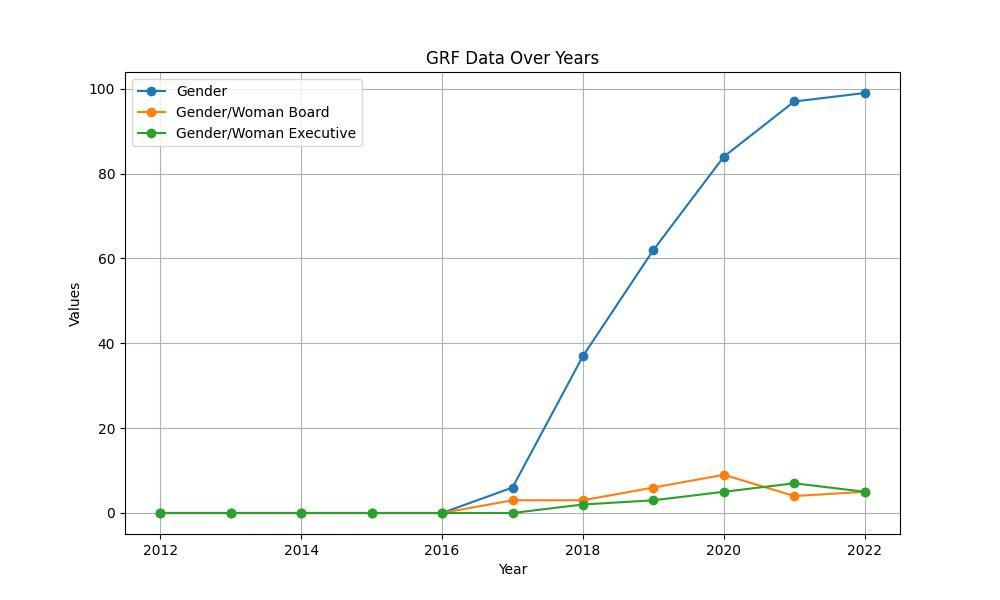 GRF Data Over Years
Gender
Gender/Woman Board
Gender/Woman Executive
100
80
60
40
20
0
Values
2012 2014 2016 2018 2020 2022
Year